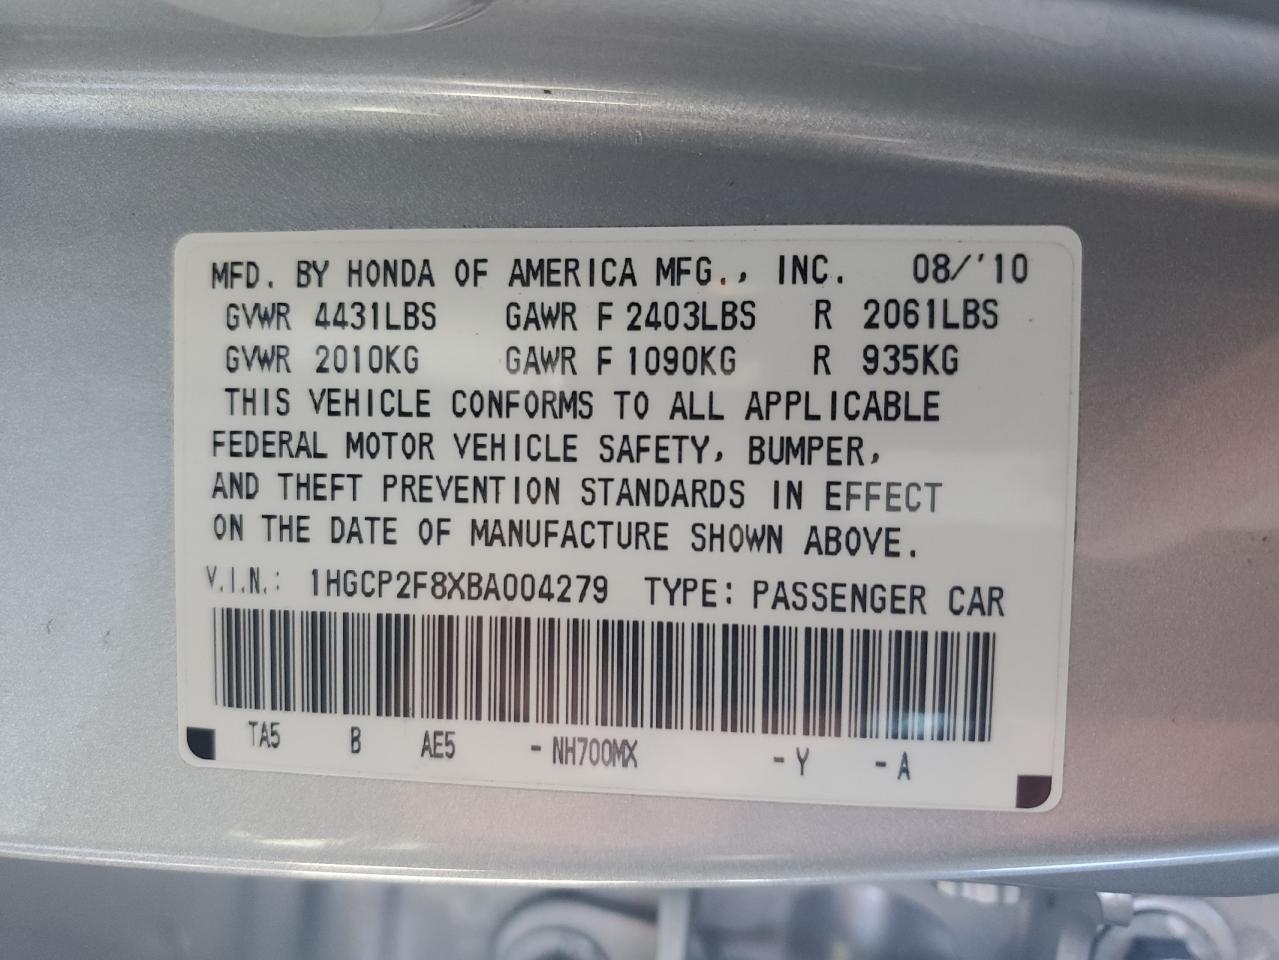 MFD. BY HONDA OF AMERICA MFG., INC. 08/'10
GVWR 4431LBS GAWR F 2403LBS R 2061LBS
GVWR 2010KG GAWR F 1090KG R 935KG
THIS VEHICLE CONFORMS TO ALL APPLICABLE
FEDERAL MOTOR VEHICLE SAFETY, BUMPER,
AND THEFT PREVENTION STANDARDS IN EFFECT
ON THE DATE OF MANUFACTURE SHOWN ABOVE.
V.I.N.: 1HGCP2F8XBA004279 TYPE: PASSENGER CAR
TA5 B AE5 -NH700MX -Y -A